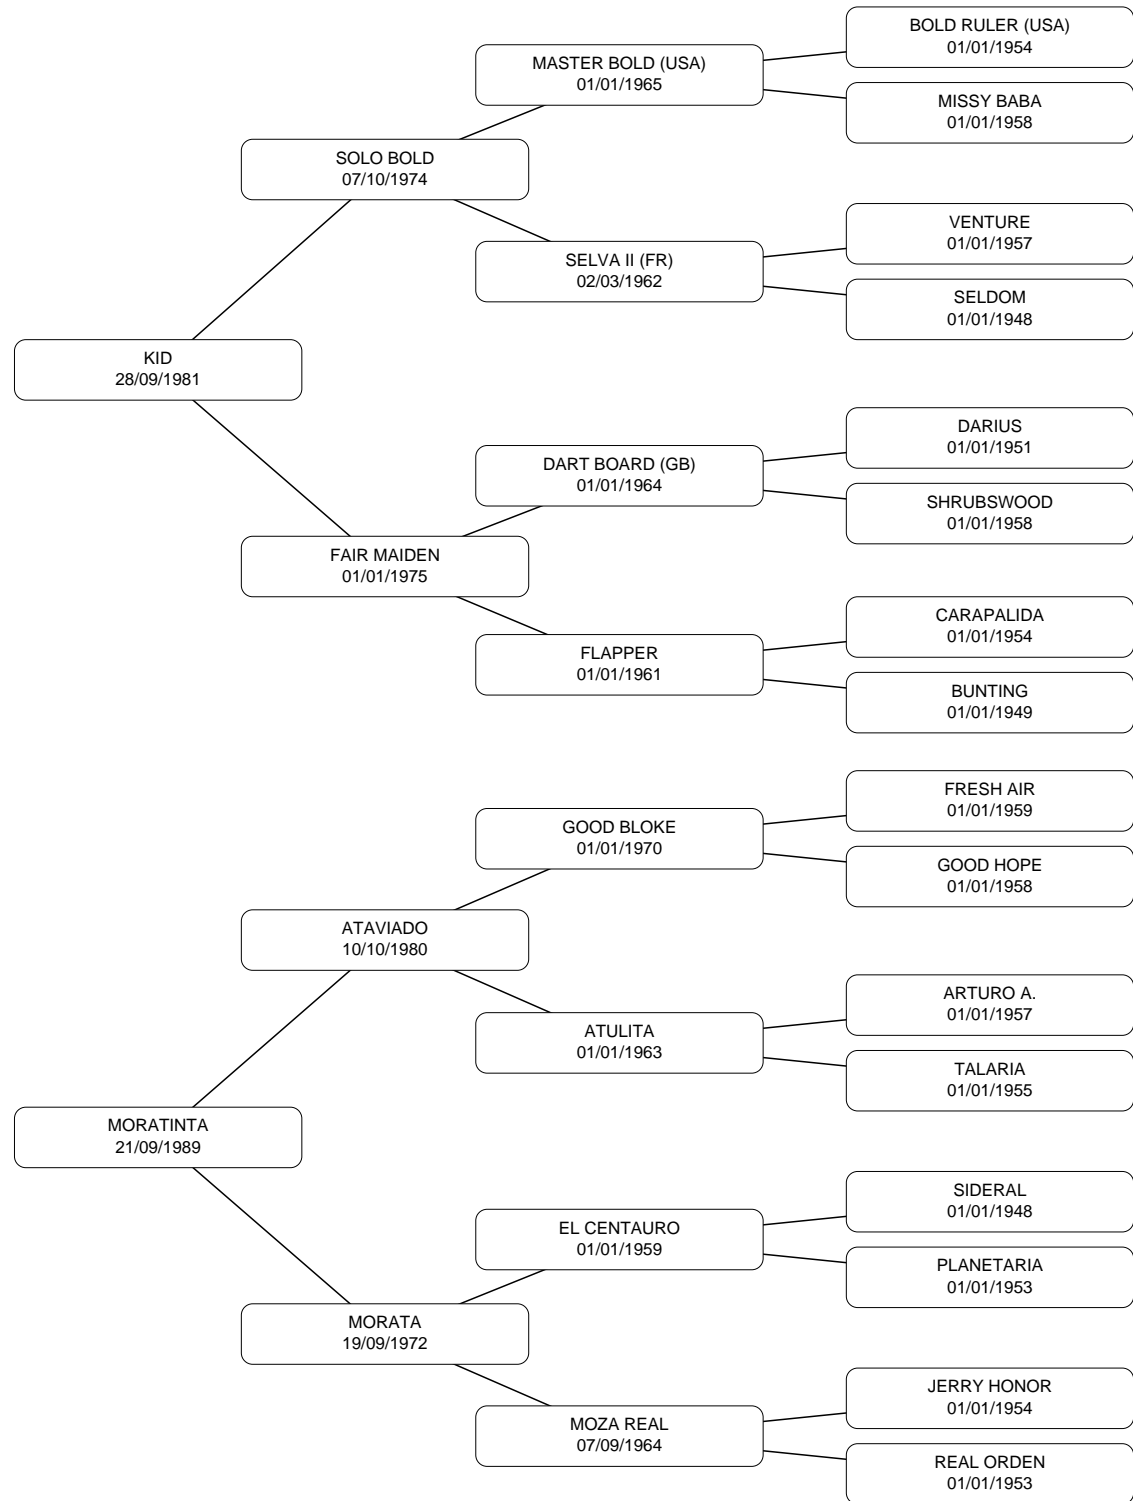 BOLD RULER (USA)
01/01/1954
MASTER BOLD (USA)
01/01/1965
MISSY BABA
01/01/1958
SOLO BOLD
07/10/1974
VENTURE
01/01/1957
SELVA II (FR)
02/03/1962
SELDOM
01/01/1948
KID
28/09/1981
DARIUS
01/01/1951
DART BOARD (GB)
01/01/1964
SHRUBSWOOD
01/01/1958
FAIR MAIDEN
01/01/1975
CARAPALIDA
01/01/1954
FLAPPER
01/01/1961
BUNTING
01/01/1949
FRESH AIR
01/01/1959
GOOD BLOKE
01/01/1970
GOOD HOPE
01/01/1958
ATAVIADO
10/10/1980
ARTURO A.
01/01/1957
ATULITA
01/01/1963
TALARIA
01/01/1955
MORATINTA
21/09/1989
SIDERAL
01/01/1948
EL CENTAURO
01/01/1959
PLANETARIA
01/01/1953
MORATA
19/09/1972
JERRY HONOR
01/01/1954
MOZA REAL
07/09/1964
REAL ORDEN
01/01/1953